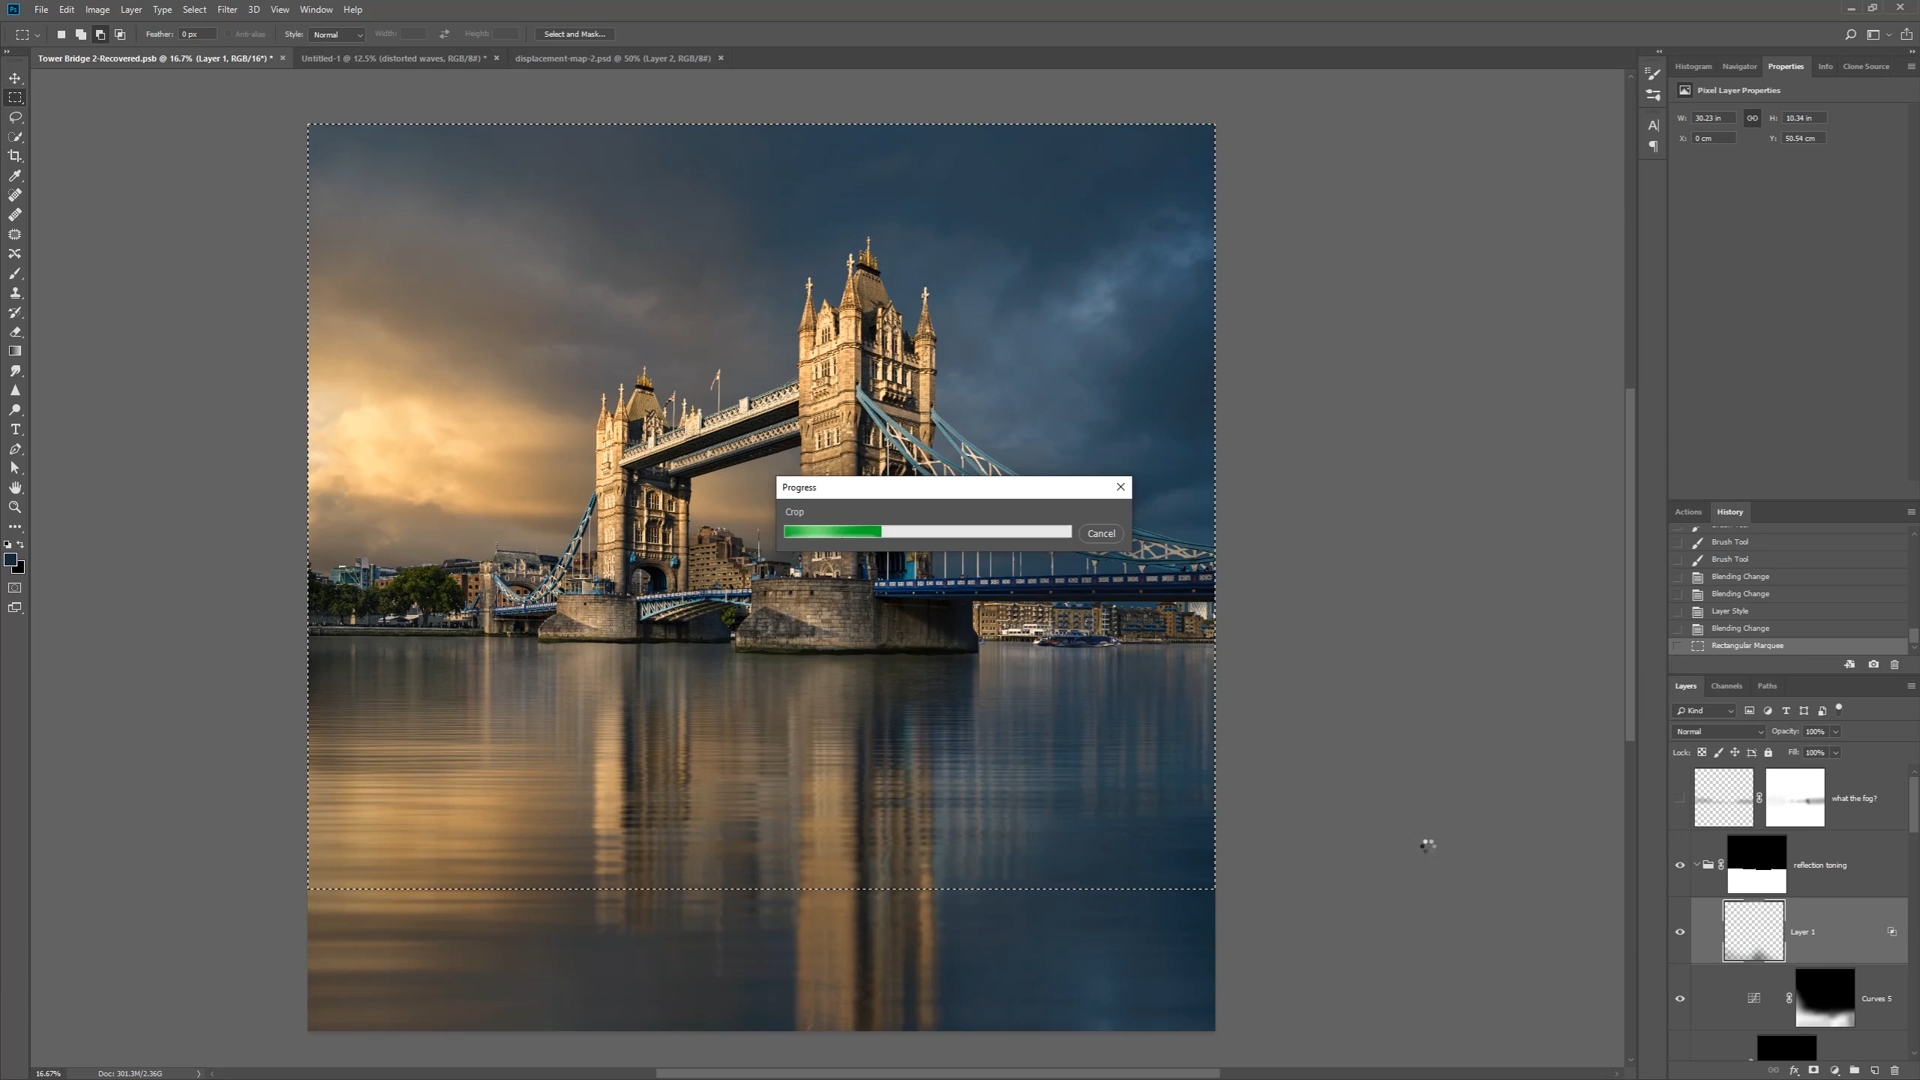 Ps File Edit Image Layer Type Select Filter 3D View Window Help
Feather: 0 px Anti-alias Style: Normal Width: Height: Select and Mask...
Tower Bridge 2-Recovered.psb @ 16.7% (Layer 1, RGB/16*) * Untitled-1 @ 12.5% (distorted waves, RGB/8#) * displacement-map-2.psd @ 50% (Layer 2, RGB/8#)
Histogram Navigator Properties Info Clone Source
Pixel Layer Properties
W: 30.23 in H: 10.34 in
X: 0 cm Y: 50.54 cm
Progress
Crop
Cancel
Actions History
Brush Tool
Brush Tool
Brush Tool
Blending Change
Blending Change
Layer Style
Blending Change
Rectangular Marquee
Layers Channels Paths
Kind
Normal Opacity: 100%
Lock: Fill: 100%
what the fog?
reflection toning
Layer 1
Curves 5
16.67% Doc: 301.3M/2.36G